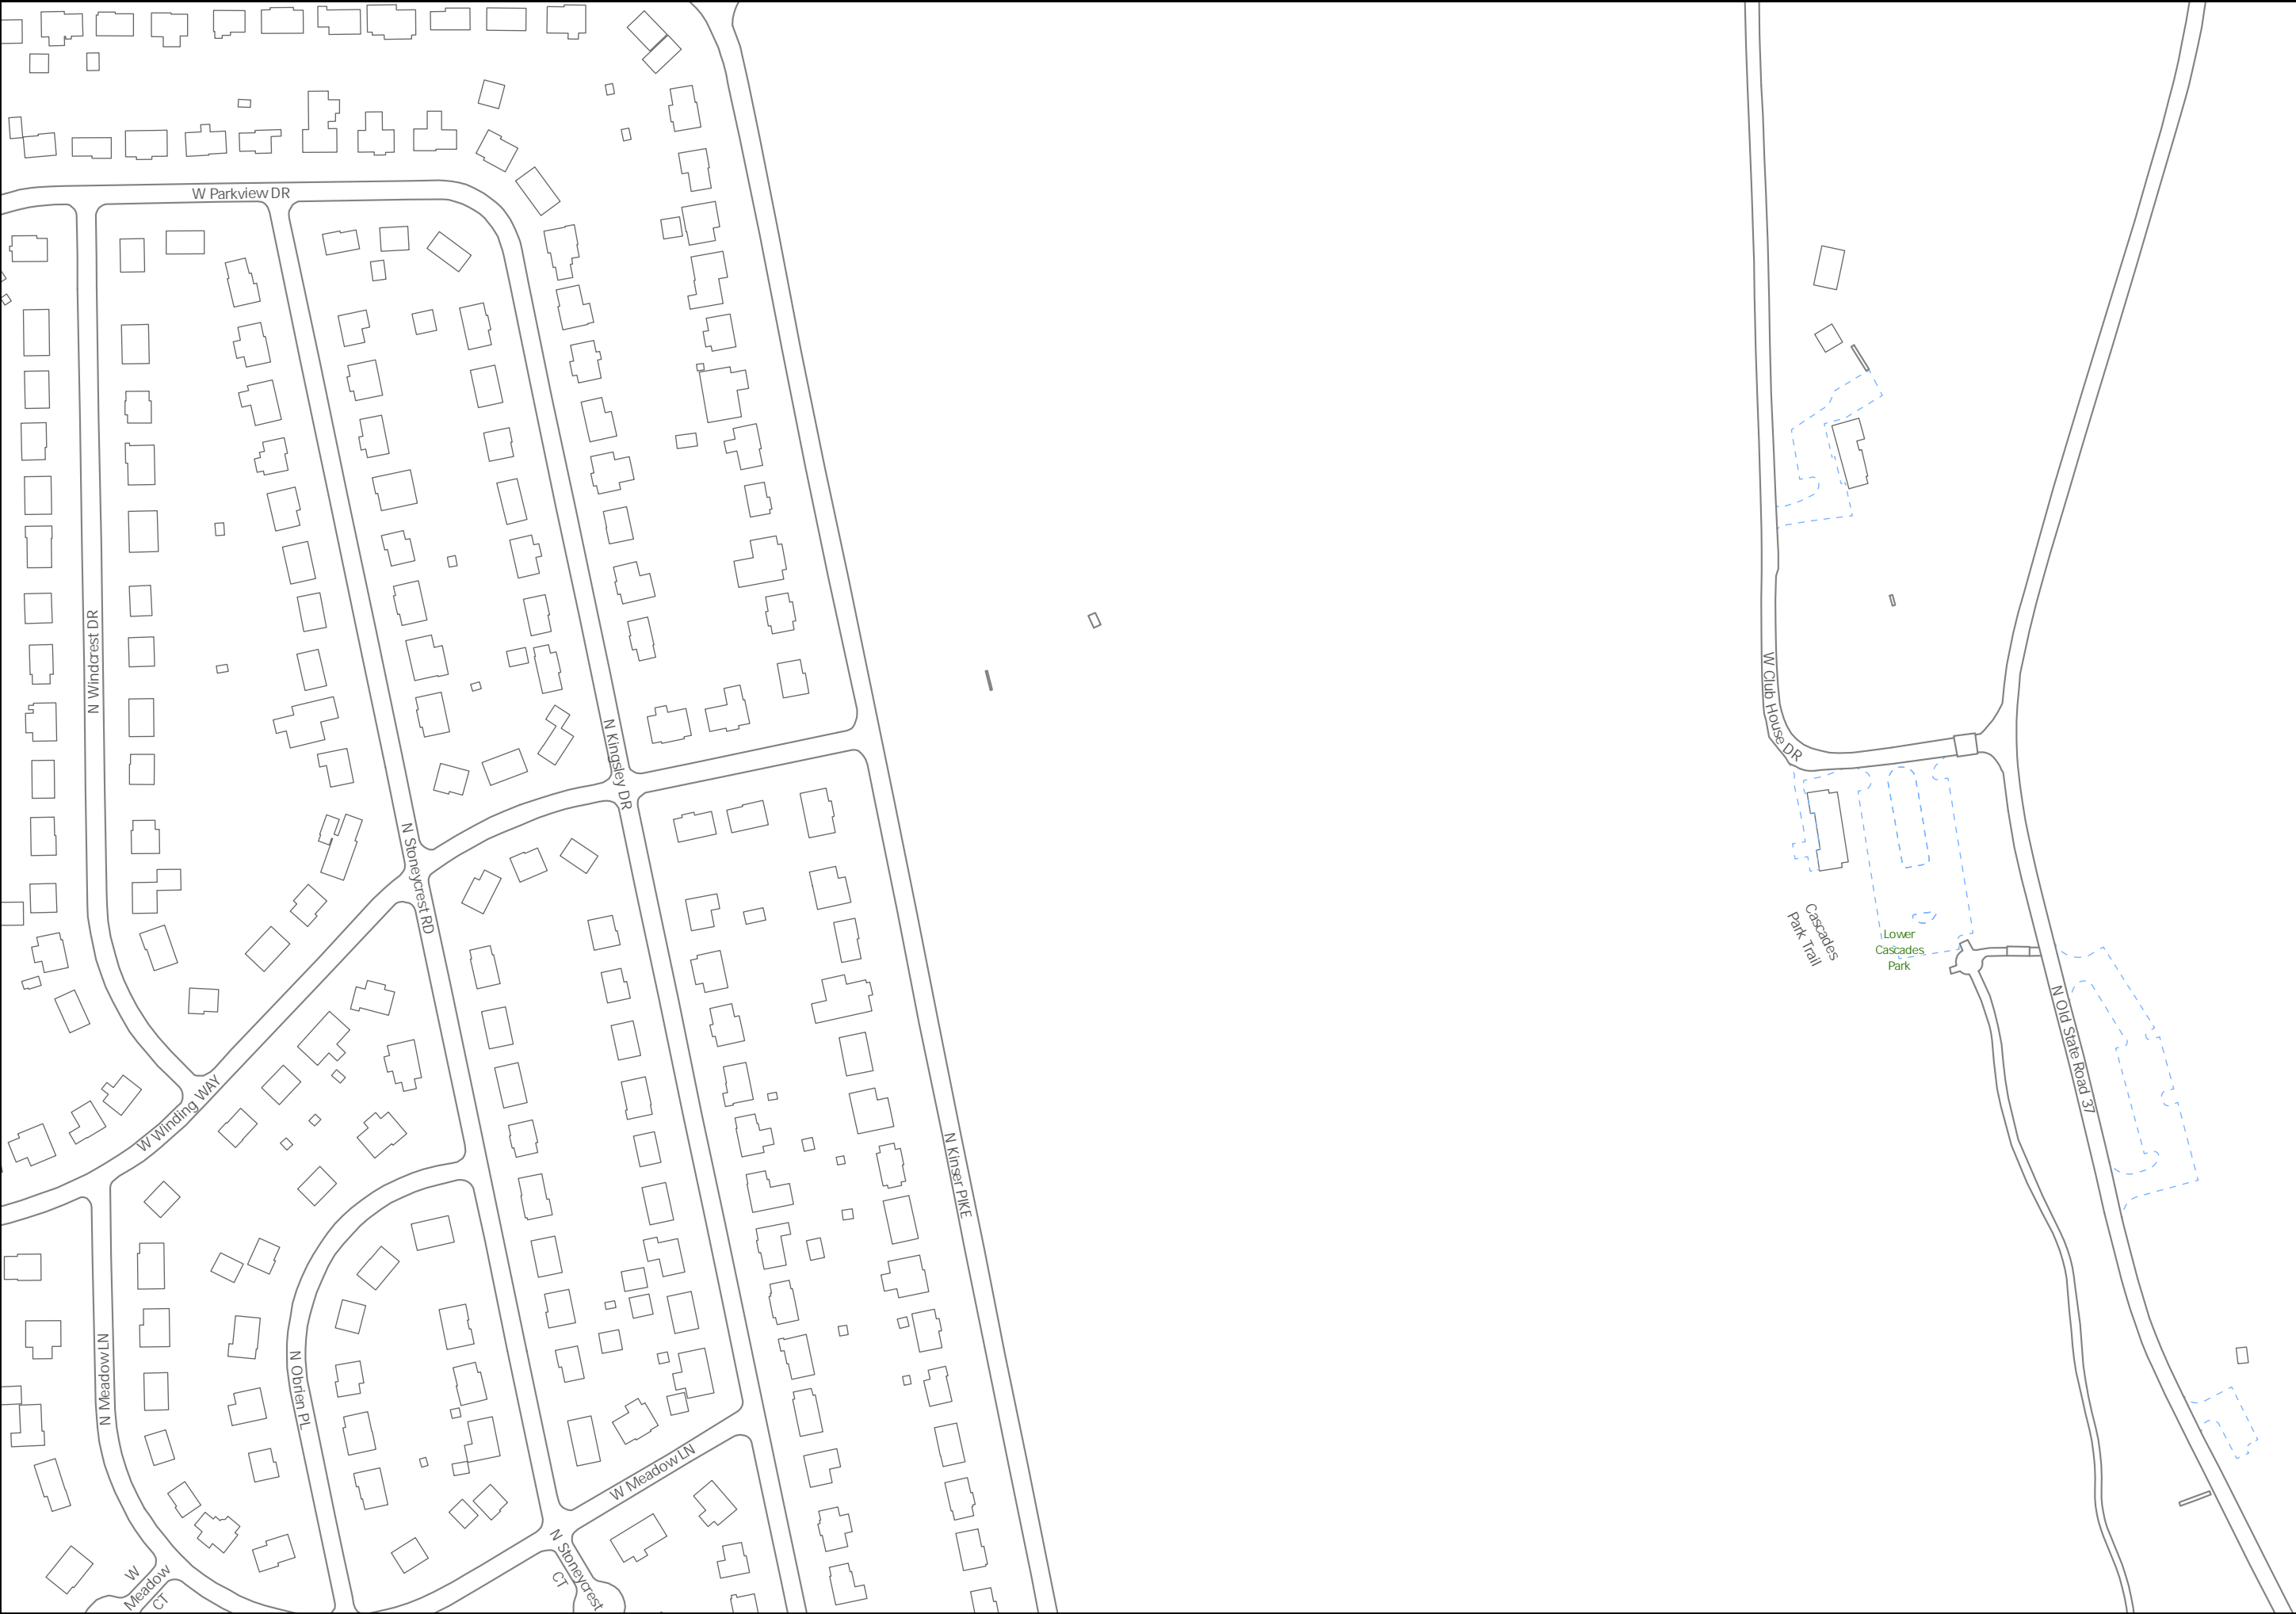 W Parkview DR
N Windcrest DR
W Club House DR
N Kingsley DR
N Stoneycrest RD
Cascades
Park Trail
Lower
Cascades
Park
N Old State Road 37
W Winding WAY
N Kinser PIKE
N Meadow LN
N Obrien PL
W Meadow LN
N Stoneycrest
CT
W
Meadow
CT